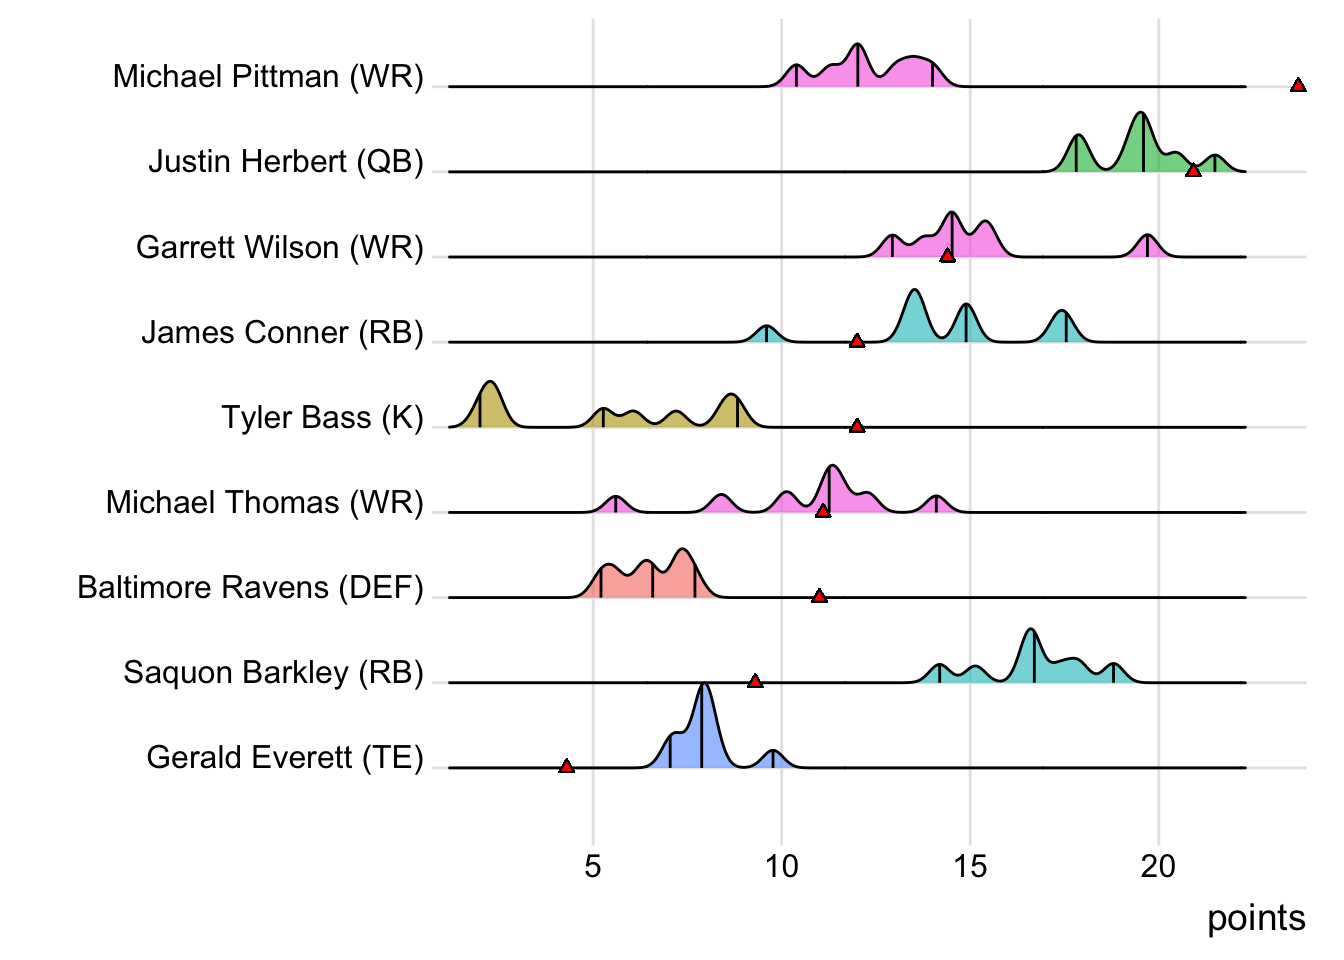 Michael Pittman (WR)
Justin Herbert (QB)
Garrett Wilson (WR)
James Conner (RB)
Tyler Bass (K)
Michael Thomas (WR)
Baltimore Ravens (DEF)
Saquon Barkley (RB)
Gerald Everett (TE)
5 10 15 20
points